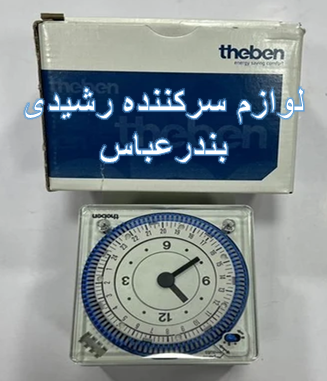 theben
energy saving comfort
لوازم سرکننده رشیدی
بندرعباس
theben
6
9
3
12